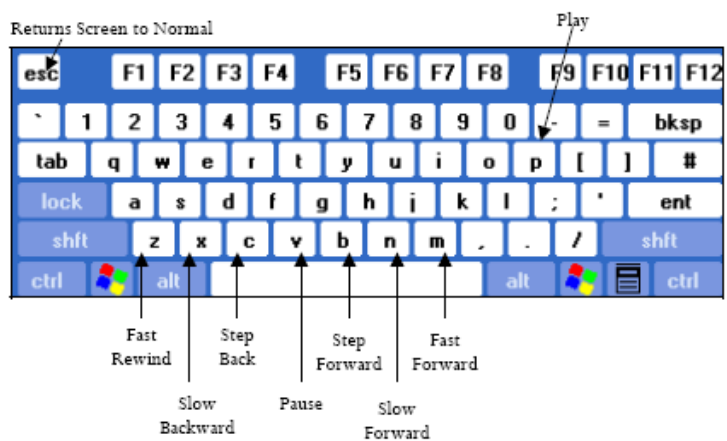 Play
Returns Screen to Normal
esc F1 F2 F3 F4 F5 F6 F7 F8 F9 F10 F11 F12
` 1 2 3 4 5 6 7 8 9 0 - = bksp
tab q w e r t y u i o p [ ] #
lock a s d f g h j k l ; ' ent
shft z x c v b n m , . / shft
ctrl alt alt ctrl
Fast Rewind
Step Back
Step Forward
Fast Forward
Slow Backward
Pause
Slow Forward